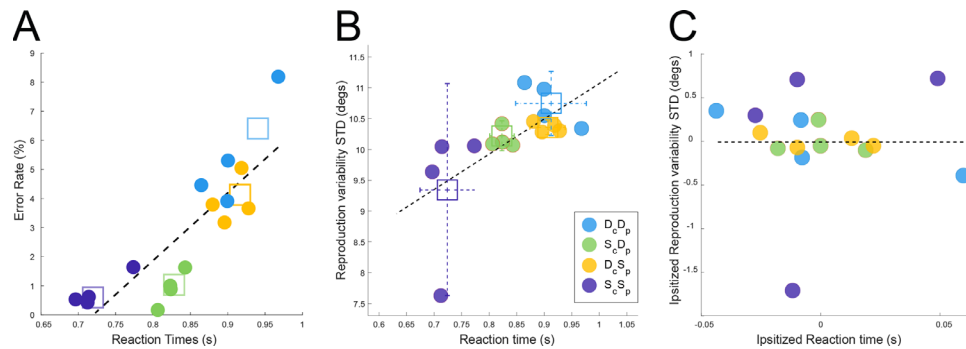 A
B
C
Error Rate (%)
9
8
7
6
5
4
3
2
1
0
0.65 0.7 0.75 0.8 0.85 0.9 0.95 1
Reaction Times (s)
Reproduction variability STD (degs)
11.5
11
10.5
10
9.5
9
8.5
8
7.5
0.6 0.65 0.7 0.75 0.8 0.85 0.9 0.95 1 1.05
Reaction time (s)
DcDp
ScDp
DcSp
ScSp
Ipsitized Reproduction variability STD (degs)
1
0.5
0
-0.5
-1
-1.5
-0.05 0 0.05
Ipsitized Reaction time (s)